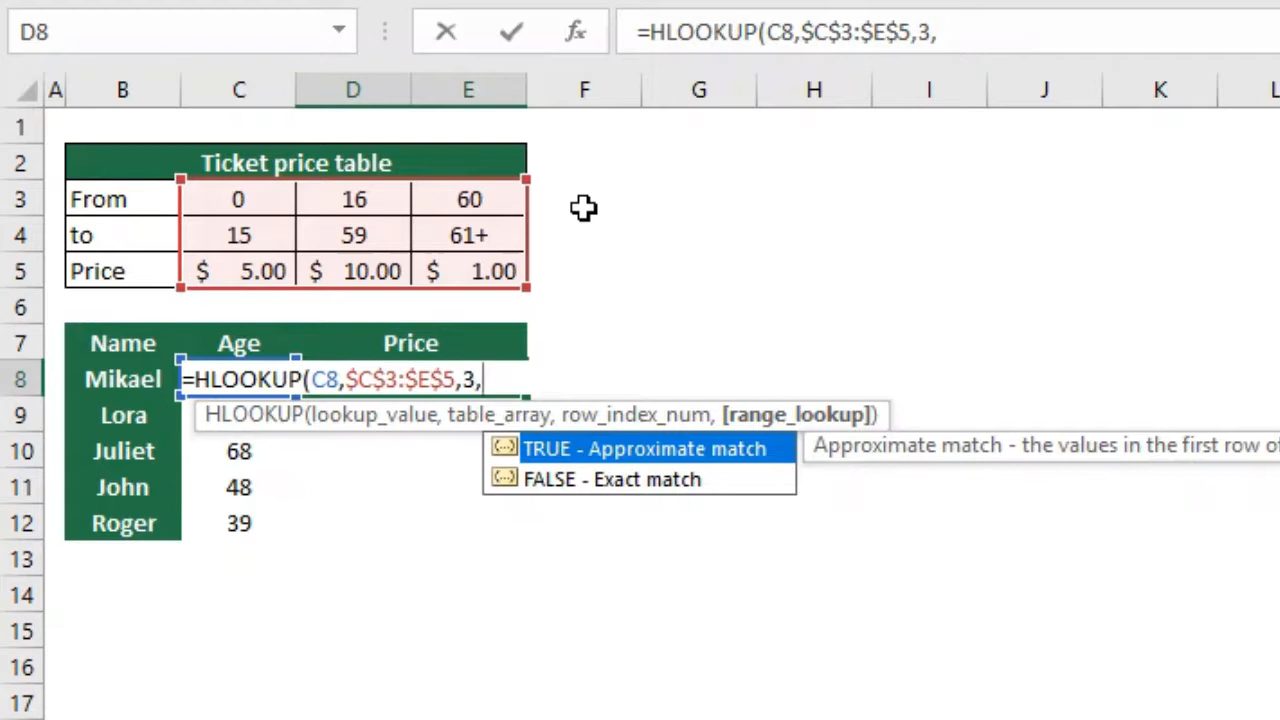 D8
fx
=HLOOKUP(C8,$C$3:$E$5,3,
A B C D E F G H I J K L
1
2 Ticket price table
3 From 0 16 60
4 to 15 59 61+
5 Price $ 5.00 $ 10.00 $ 1.00
6
7 Name Age Price
8 Mikael =HLOOKUP(C8,$C$3:$E$5,3,
9 Lora HLOOKUP(lookup_value, table_array, row_index_num, [range_lookup])
10 Juliet 68 TRUE - Approximate match Approximate match - the values in the first row of
FALSE - Exact match
11 John 48
12 Roger 39
13
14
15
16
17